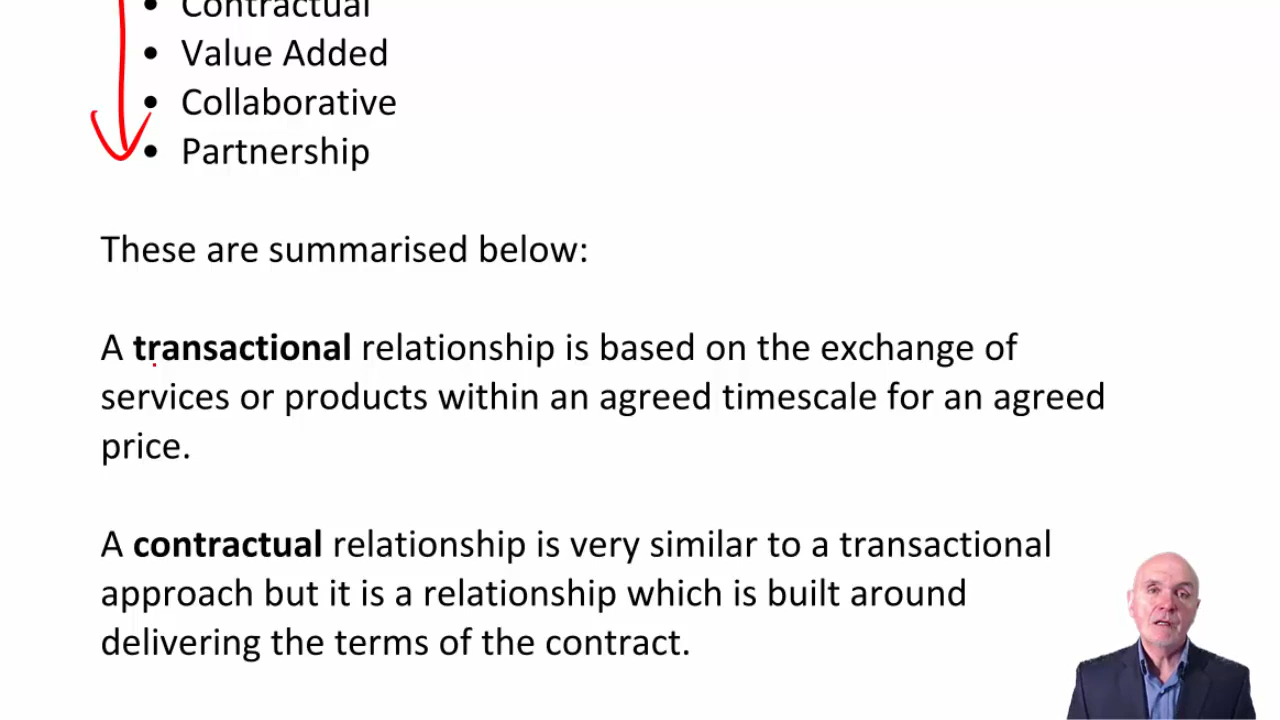 • Contractual
• Value Added
• Collaborative
• Partnership
These are summarised below:
A transactional relationship is based on the exchange of
services or products within an agreed timescale for an agreed
price.
A contractual relationship is very similar to a transactional
approach but it is a relationship which is built around
delivering the terms of the contract.